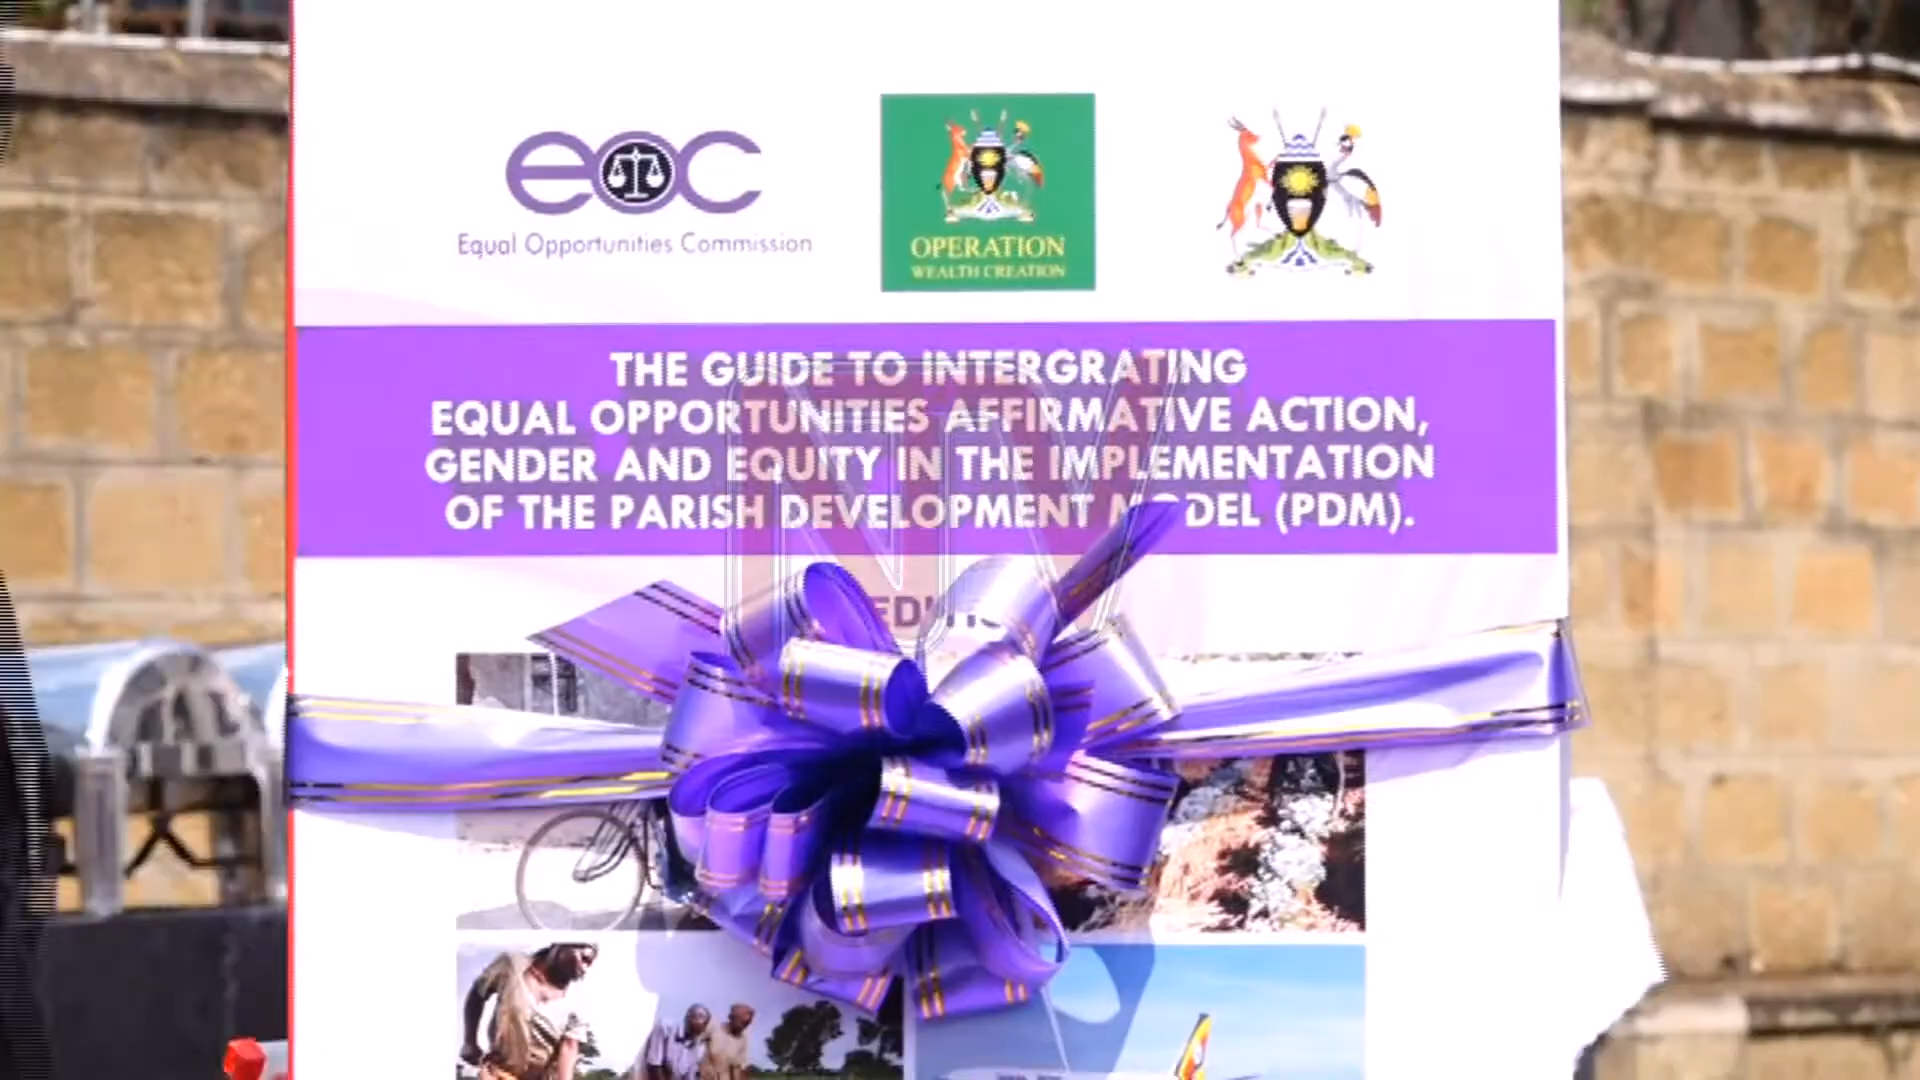 eoc
Equal Opportunities Commission
OPERATION
WEALTH CREATION
THE GUIDE TO INTERGRATING
EQUAL OPPORTUNITIES AFFIRMATIVE ACTION,
GENDER AND EQUITY IN THE IMPLEMENTATION
OF THE PARISH DEVELOPMENT DEL (PDM).